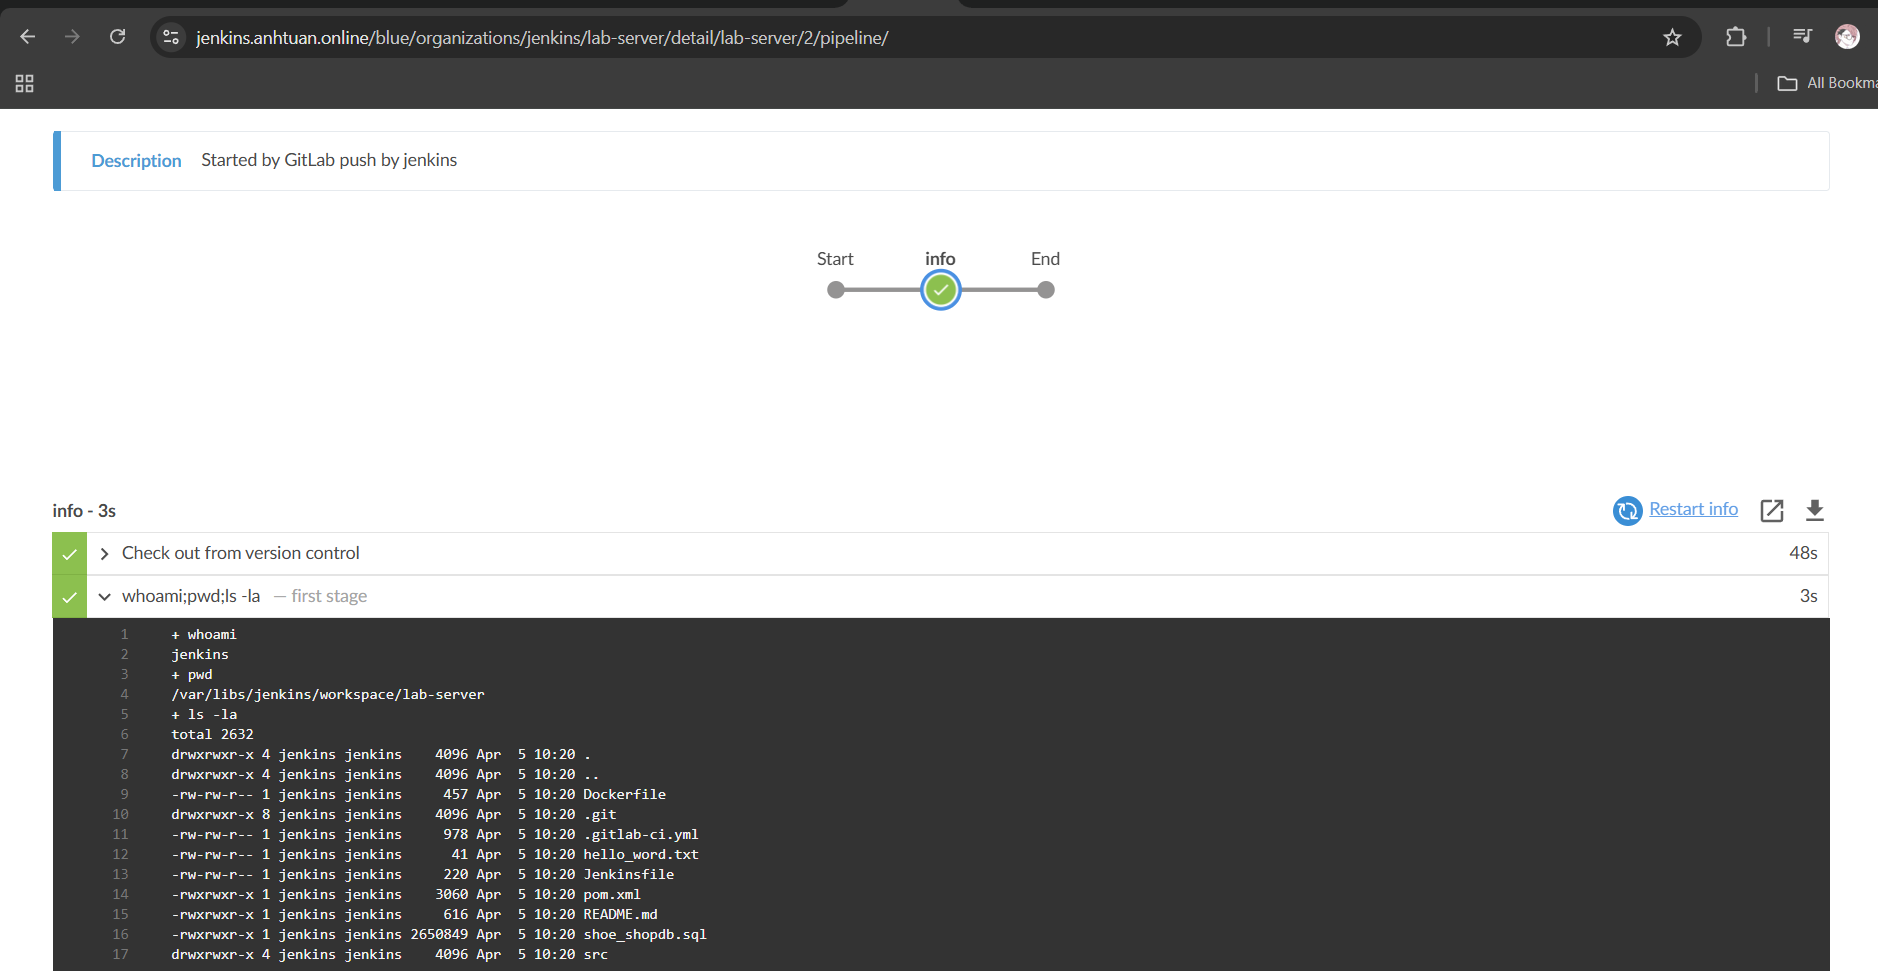 jenkins.anhtuan.online/blue/organizations/jenkins/lab-server/detail/lab-server/2/pipeline/
All Bookma
Description Started by GitLab push by jenkins
Start info End
info - 3s Restart info
Check out from version control 48s
whoami;pwd;ls -la — first stage 3s
1 + whoami
2 jenkins
3 + pwd
4 /var/libs/jenkins/workspace/lab-server
5 + ls -la
6 total 2632
7 drwxrwxr-x 4 jenkins jenkins 4096 Apr 5 10:20 .
8 drwxrwxr-x 4 jenkins jenkins 4096 Apr 5 10:20 ..
9 -rw-rw-r-- 1 jenkins jenkins 457 Apr 5 10:20 Dockerfile
10 drwxrwxr-x 8 jenkins jenkins 4096 Apr 5 10:20 .git
11 -rw-rw-r-- 1 jenkins jenkins 978 Apr 5 10:20 .gitlab-ci.yml
12 -rw-rw-r-- 1 jenkins jenkins 41 Apr 5 10:20 hello_word.txt
13 -rw-rw-r-- 1 jenkins jenkins 220 Apr 5 10:20 Jenkinsfile
14 -rwxrwxr-x 1 jenkins jenkins 3060 Apr 5 10:20 pom.xml
15 -rwxrwxr-x 1 jenkins jenkins 616 Apr 5 10:20 README.md
16 -rwxrwxr-x 1 jenkins jenkins 2650849 Apr 5 10:20 shoe_shopdb.sql
17 drwxrwxr-x 4 jenkins jenkins 4096 Apr 5 10:20 src